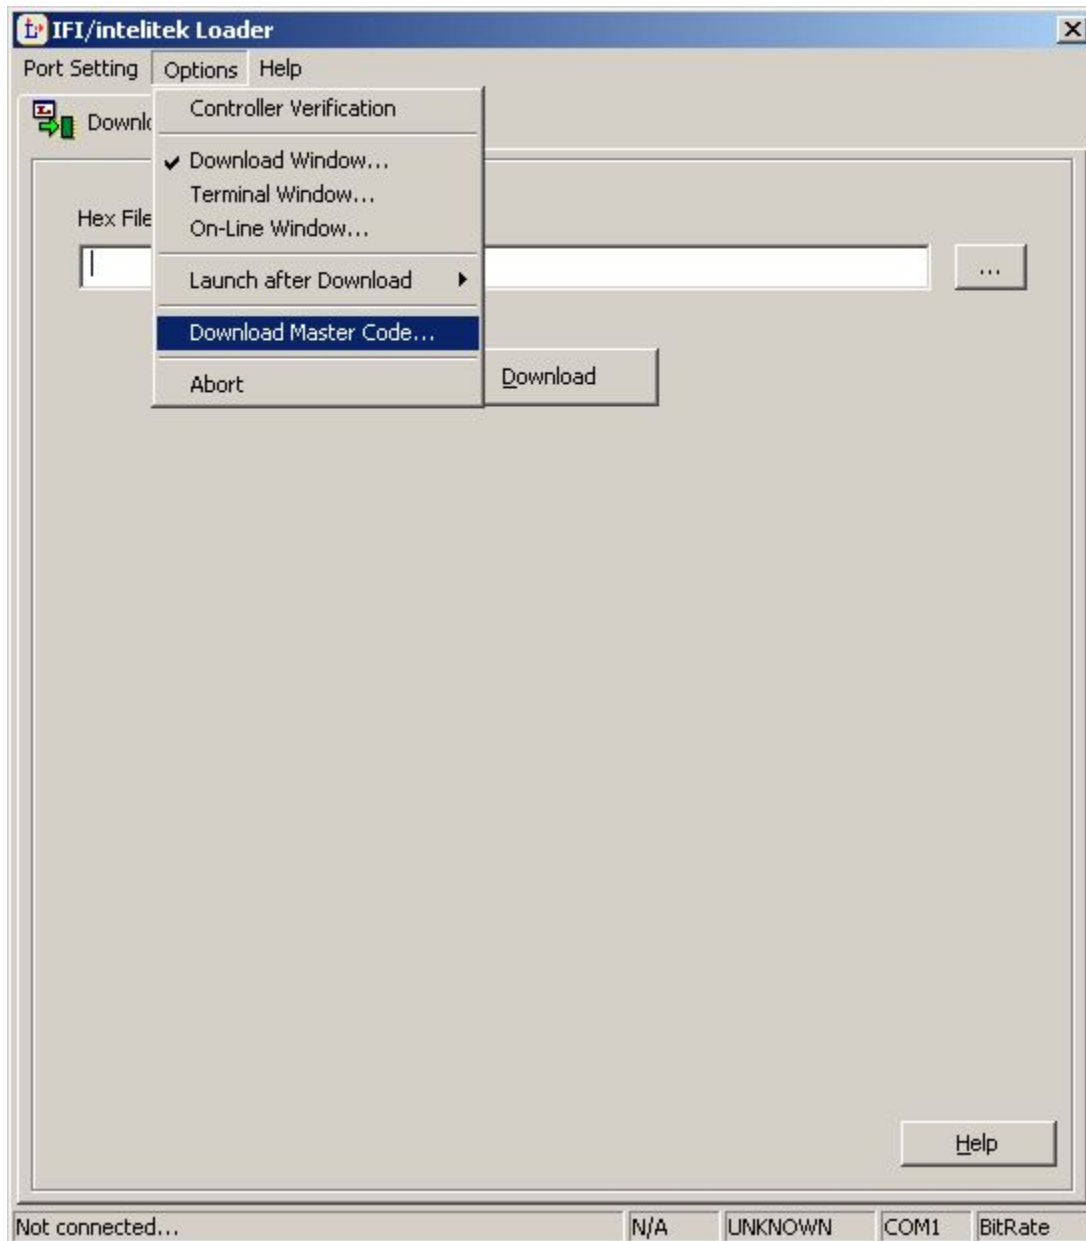 IFI/intelitek Loader
Port Setting Options Help
Controller Verification
Download Window...
Terminal Window...
On-Line Window...
Launch after Download
Download Master Code...
Abort
Hex File
...
Download
Help
Not connected... N/A UNKNOWN COM1 BitRate